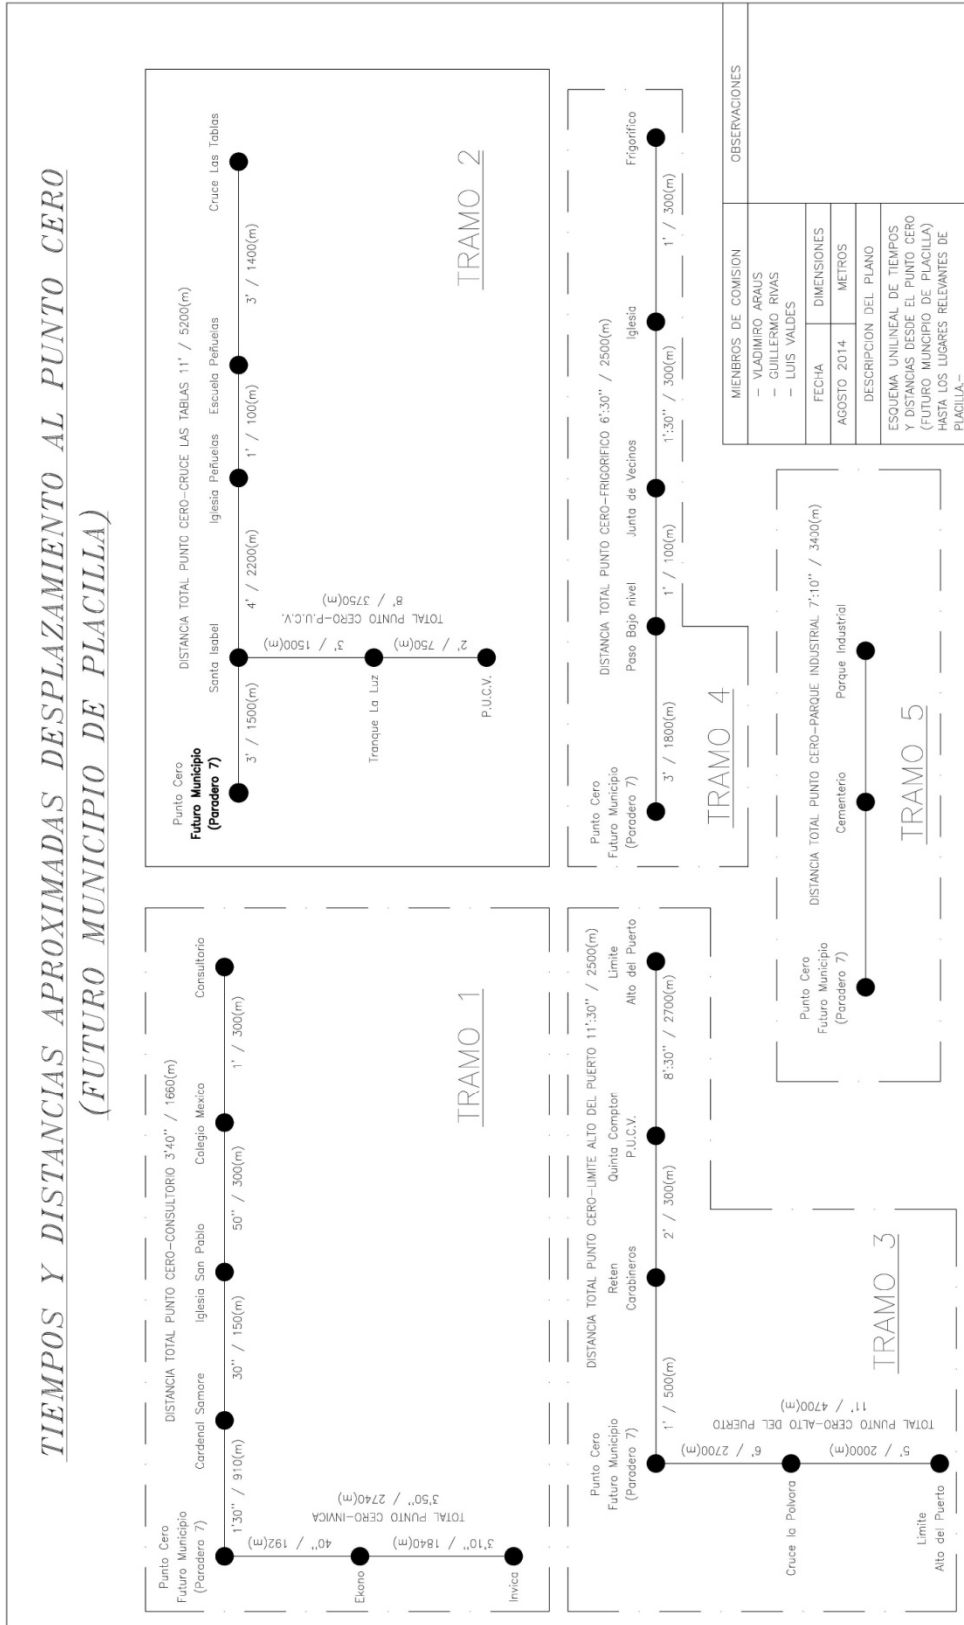 TIEMPOS Y DISTANCIAS APROXIMADAS DESPLAZAMIENTO AL PUNTO CERO
(FUTURO MUNICIPIO DE PLACILLA)
Punto Cero
Futuro Municipio
(Paradero 7)
DISTANCIA TOTAL PUNTO CERO-CONSULTORIO 3'40'' / 1660(m)
Cardenal Samore
Iglesia San Pablo
Colegio Mexico
Consultorio
1'30'' / 910(m)
30'' / 150(m)
50'' / 300(m)
1' / 300(m)
40'' / 192(m)
Ekono
TOTAL PUNTO CERO-INVICA
3'50'' / 2740(m)
3'10'' / 1840(m)
Invica
TRAMO 1
Punto Cero
Futuro Municipio
(Paradero 7)
DISTANCIA TOTAL PUNTO CERO-CRUCE LAS TABLAS 11' / 5200(m)
Santa Isabel
Iglesia Peñuelas
Escuela Peñuelas
Cruce Las Tablas
3' / 1500(m)
4' / 2200(m)
1' / 100(m)
3' / 1400(m)
3' / 1500(m)
TOTAL PUNTO CERO-P.U.C.V.
8' / 3750(m)
Tranque La Luz
2' / 750(m)
P.U.C.V.
TRAMO 2
Punto Cero
Futuro Municipio
(Paradero 7)
DISTANCIA TOTAL PUNTO CERO-LIMITE ALTO DEL PUERTO 11':30'' / 2500(m)
Reten
Carabineros
Quinta Compton
P.U.C.V.
Limite
Alto del Puerto
1' / 500(m)
2' / 300(m)
8':30'' / 2700(m)
6' / 2700(m)
TOTAL PUNTO CERO-ALTO DEL PUERTO
11' / 4700(m)
Cruce la Polvora
5' / 2000(m)
Limite
Alto del Puerto
TRAMO 3
Punto Cero
Futuro Municipio
(Paradero 7)
DISTANCIA TOTAL PUNTO CERO-FRIGORIFICO 6':30'' / 2500(m)
Paso Bajo nivel
Junta de Vecinos
Iglesia
Frigorifico
3' / 1800(m)
1' / 100(m)
1':30'' / 300(m)
1' / 300(m)
TRAMO 4
Punto Cero
Futuro Municipio
(Paradero 7)
DISTANCIA TOTAL PUNTO CERO-PARQUE INDUSTRIAL 7':10'' / 3400(m)
Cementerio
Parque Industrial
TRAMO 5
MIENBROS DE COMISION
- VLADIMIRO ARAUS
- GUILLERMO RIVAS
- LUIS VALDES
FECHA
DIMENSIONES
AGOSTO 2014
METROS
DESCRIPCION DEL PLANO
ESQUEMA UNILINEAL DE TIEMPOS
Y DISTANCIAS DESDE EL PUNTO CERO
(FUTURO MUNCIPIO DE PLACILLA)
HASTA LOS LUGARES RELEVANTES DE
PLACILLA.-
OBSERVACIONES